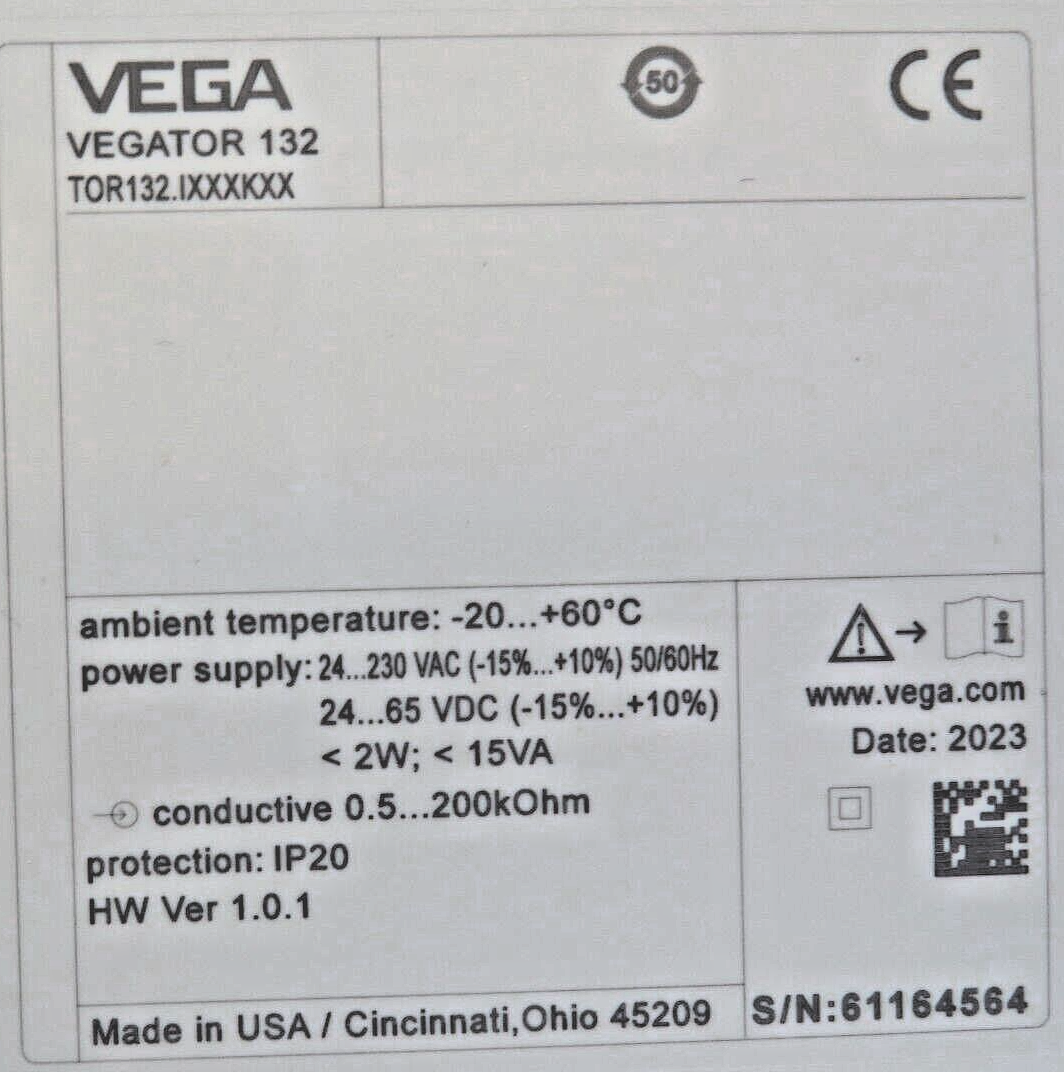 VEGA
VEGATOR 132
TOR132.IXXXKXX
50
CE
ambient temperature: -20...+60°C
power supply: 24...230 VAC (-15%...+10%) 50/60Hz
24...65 VDC (-15%...+10%)
< 2W; < 15VA
conductive 0.5...200kOhm
protection: IP20
HW Ver 1.0.1
Made in USA / Cincinnati,Ohio 45209
! → i
www.vega.com
Date: 2023
S/N:61164564